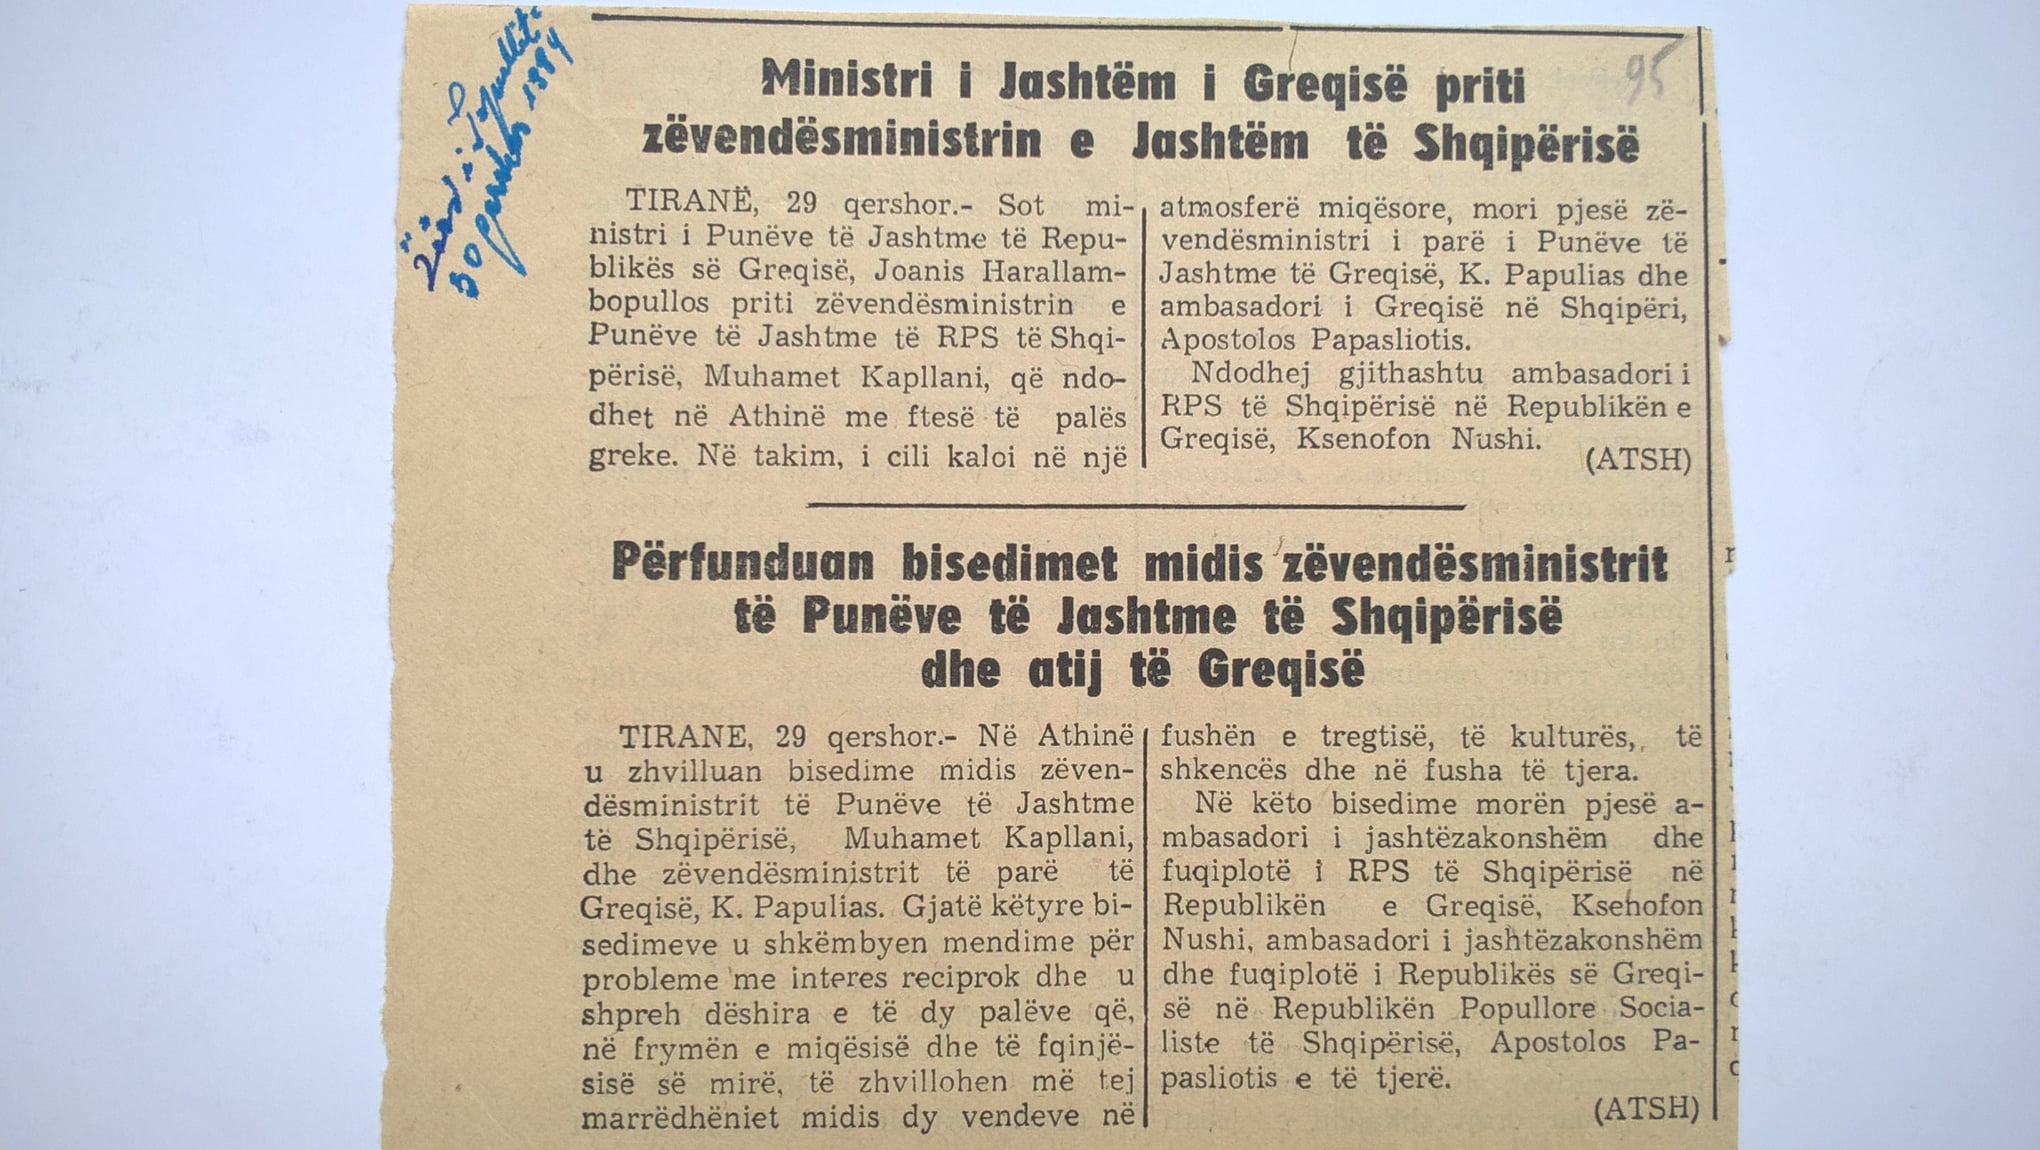 Zëri i Popullit
30 qershor 1984
95
Ministri i Jashtëm i Greqisë priti
zëvendësministrin e Jashtëm të Shqipërisë
TIRANË, 29 qershor.- Sot mi-
nistri i Punëve të Jashtme të Repu-
blikës së Greqisë, Joanis Harallam-
bopullos priti zëvendësministrin e
Punëve të Jashtme të RPS të Shqi-
përisë, Muhamet Kapllani, që ndo-
dhet në Athinë me ftesë të palës
greke. Në takim, i cili kaloi në një
atmosferë miqësore, mori pjesë zë-
vendësministri i parë i Punëve të
Jashtme të Greqisë, K. Papulias dhe
ambasadori i Greqisë në Shqipëri,
Apostolos Papasliotis.
Ndodhej gjithashtu ambasadori i
RPS të Shqipërisë në Republikën e
Greqisë, Ksenofon Nushi.
(ATSH)
Përfunduan bisedimet midis zëvendësministrit
të Punëve të Jashtme të Shqipërisë
dhe atij të Greqisë
TIRANE, 29 qershor.- Në Athinë
u zhvilluan bisedime midis zëven-
dësministrit të Punëve të Jashtme
të Shqipërisë, Muhamet Kapllani,
dhe zëvendësministrit të parë të
Greqisë, K. Papulias. Gjatë këtyre bi-
sedimeve u shkëmbyen mendime për
probleme me interes reciprok dhe u
shpreh dëshira e të dy palëve që,
në frymën e miqësisë dhe të fqinjë-
sisë së mirë, të zhvillohen më tej
marrëdhëniet midis dy vendeve në
fushën e tregtisë, të kulturës, të
shkencës dhe në fusha të tjera.
Në këto bisedime morën pjesë a-
mbasadori i jashtëzakonshëm dhe
fuqiplotë i RPS të Shqipërisë në
Republikën e Greqisë, Ksenofon
Nushi, ambasadori i jashtëzakonshëm
dhe fuqiplotë i Republikës së Greqi-
së në Republikën Popullore Socia-
liste të Shqipërisë, Apostolos Pa-
pasliotis e të tjerë.
(ATSH)